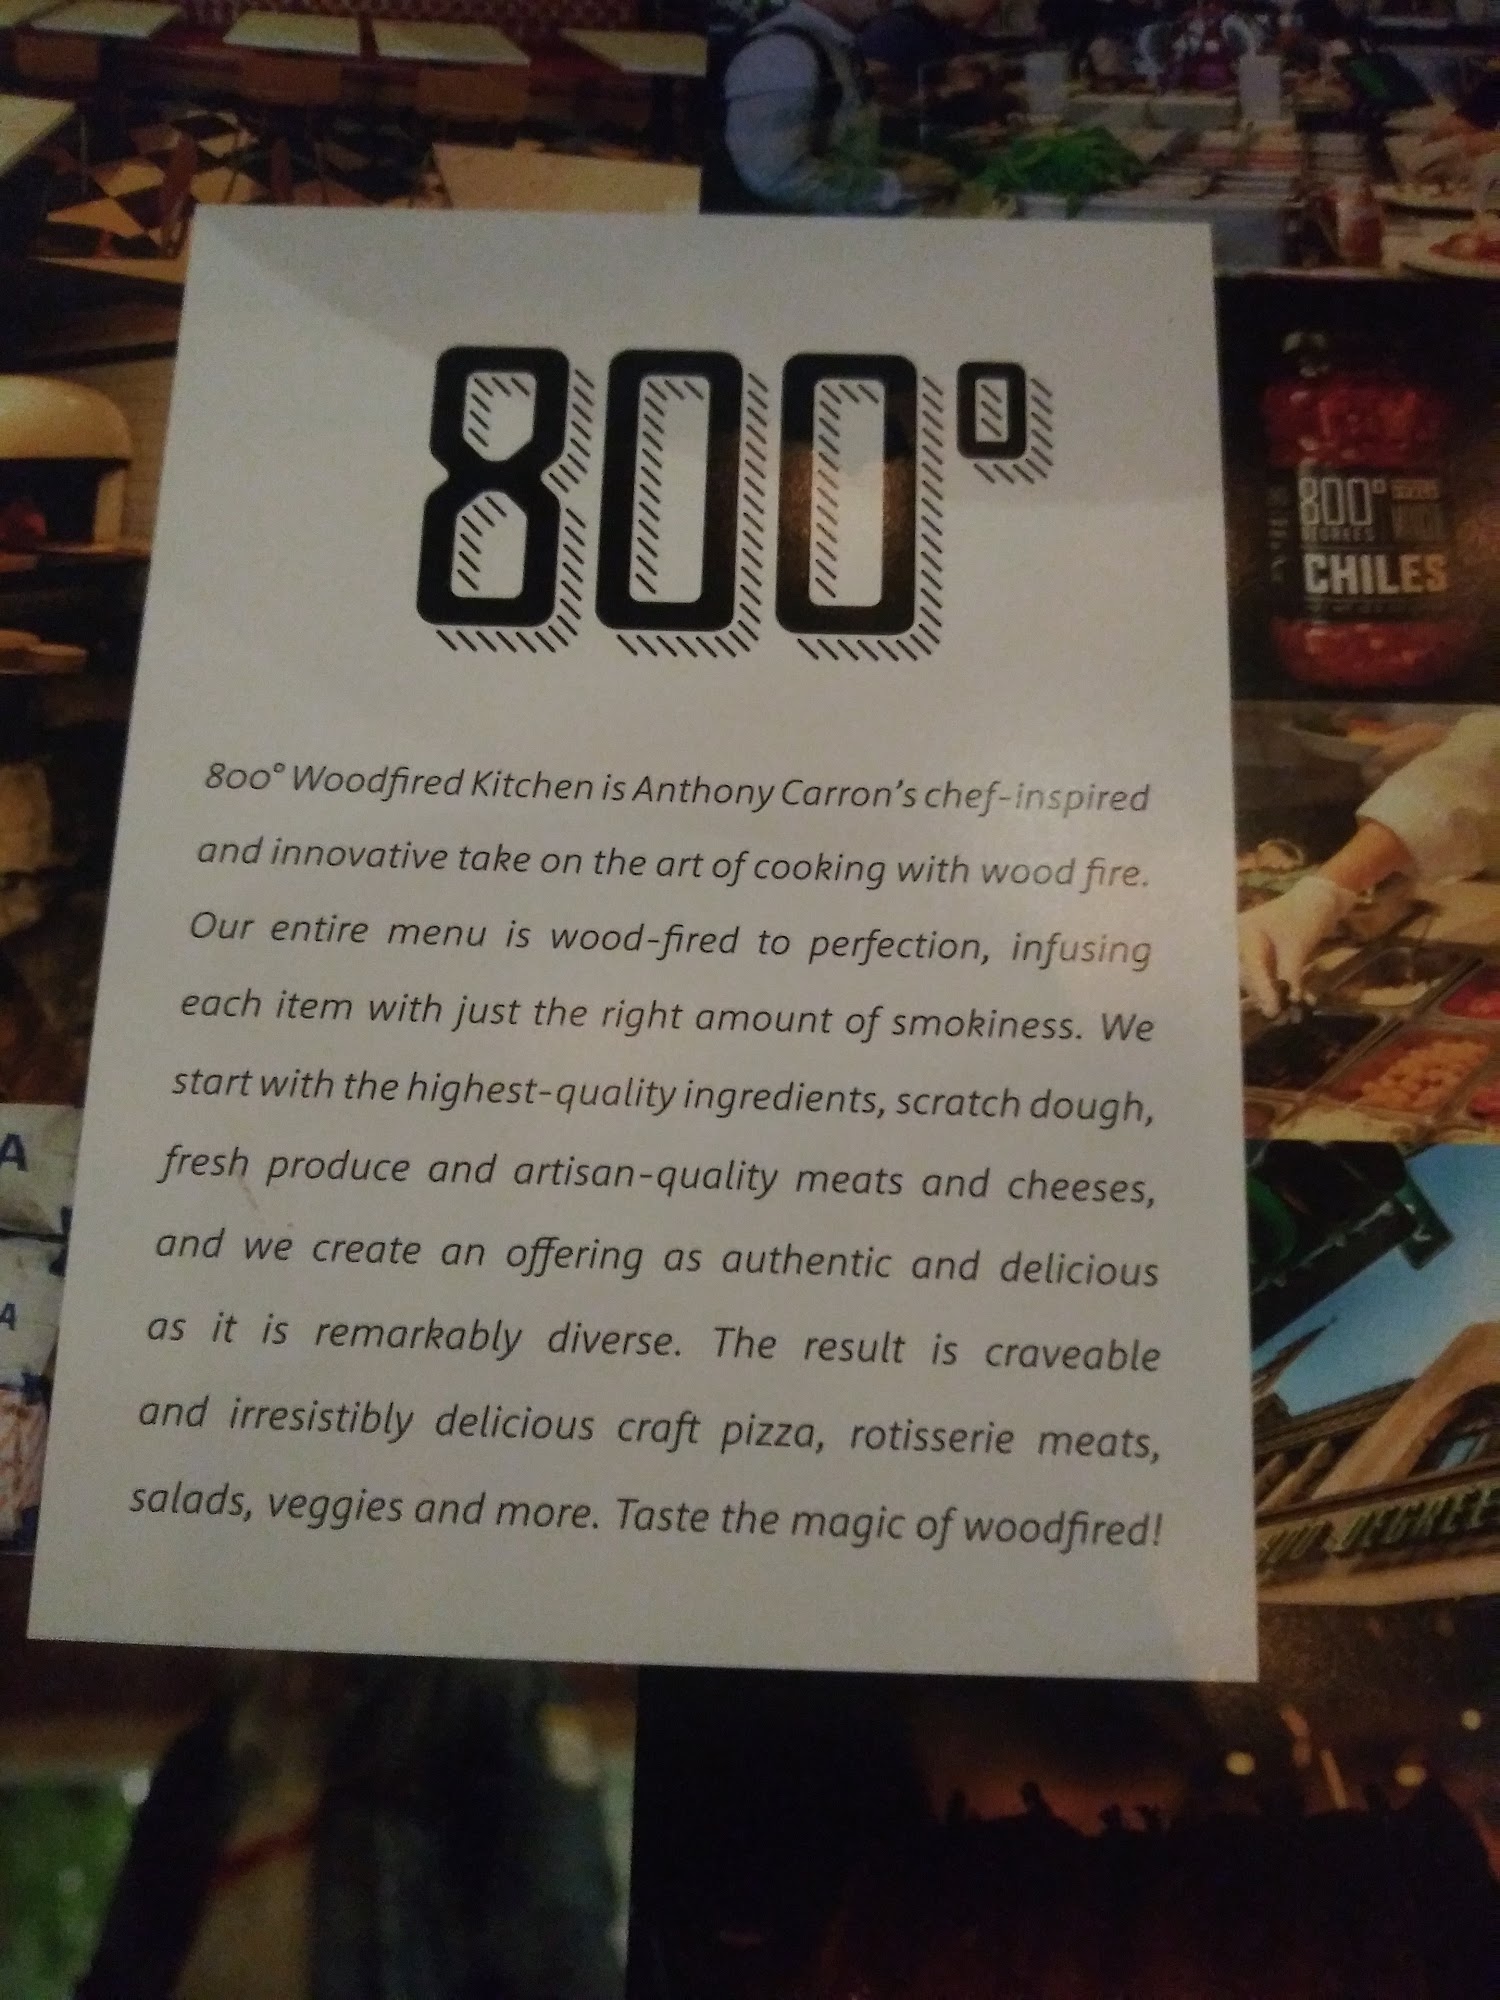 800°
800° Woodfired Kitchen is Anthony Carron's chef-inspired
and innovative take on the art of cooking with wood fire.
Our entire menu is wood-fired to perfection, infusing
each item with just the right amount of smokiness. We
start with the highest-quality ingredients, scratch dough,
fresh produce and artisan-quality meats and cheeses,
and we create an offering as authentic and delicious
as it is remarkably diverse. The result is craveable
and irresistibly delicious craft pizza, rotisserie meats,
salads, veggies and more. Taste the magic of woodfired!
800°
DEGREES
CHILES
A
A